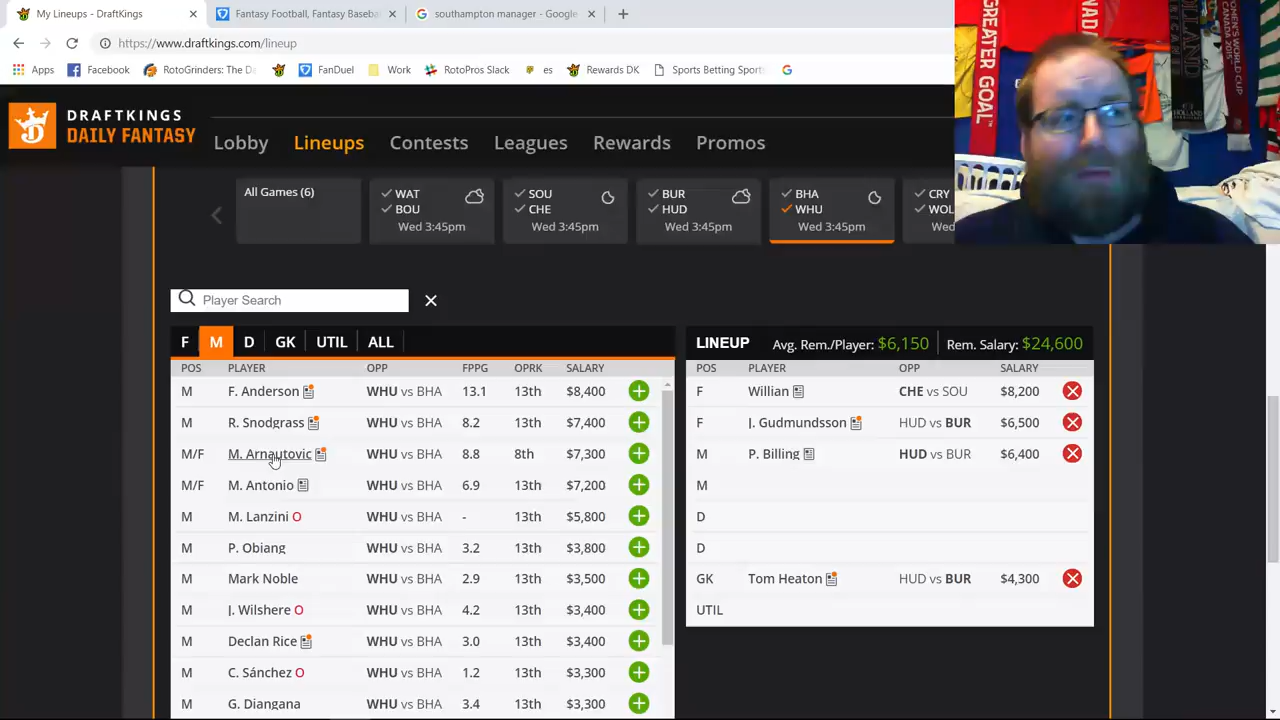 My Lineups - DraftKings
Fantasy Football, Fantasy Baseba
southampton manager - Google
https://www.draftkings.com/lineup
Apps
Facebook
RotoGrinders: The D
FanDuel
Work
RotoPros Slack
Rewards DK
Sports Betting Sports
DRAFTKINGS
DAILY FANTASY
Lobby
Lineups
Contests
Leagues
Rewards
Promos
All Games (6)
WAT
BOU
Wed 3:45pm
SOU
CHE
Wed 3:45pm
BUR
HUD
Wed 3:45pm
BHA
WHU
Wed 3:45pm
CRY
WOL
Wed
GREATER GOAL
WOMEN'S WORLD CUP
CANADA 2015
HOLLAND
Player Search
F M D GK UTIL ALL
POS PLAYER OPP FPPG OPRK SALARY
M F. Anderson WHU vs BHA 13.1 13th $8,400
M R. Snodgrass WHU vs BHA 8.2 13th $7,400
M/F M. Arnautovic WHU vs BHA 8.8 8th $7,300
M/F M. Antonio WHU vs BHA 6.9 13th $7,200
M M. Lanzini O WHU vs BHA - 13th $5,800
M P. Obiang WHU vs BHA 3.2 13th $3,800
M Mark Noble WHU vs BHA 2.9 13th $3,500
M J. Wilshere O WHU vs BHA 4.2 13th $3,400
M Declan Rice WHU vs BHA 3.0 13th $3,400
M C. Sánchez O WHU vs BHA 1.2 13th $3,300
M G. Diangana WHU vs BHA 3.4 13th $3,300
LINEUP Avg. Rem./Player: $6,150 Rem. Salary: $24,600
POS PLAYER OPP SALARY
F Willian CHE vs SOU $8,200
F J. Gudmundsson HUD vs BUR $6,500
M P. Billing HUD vs BUR $6,400
M
D
D
GK Tom Heaton HUD vs BUR $4,300
UTIL